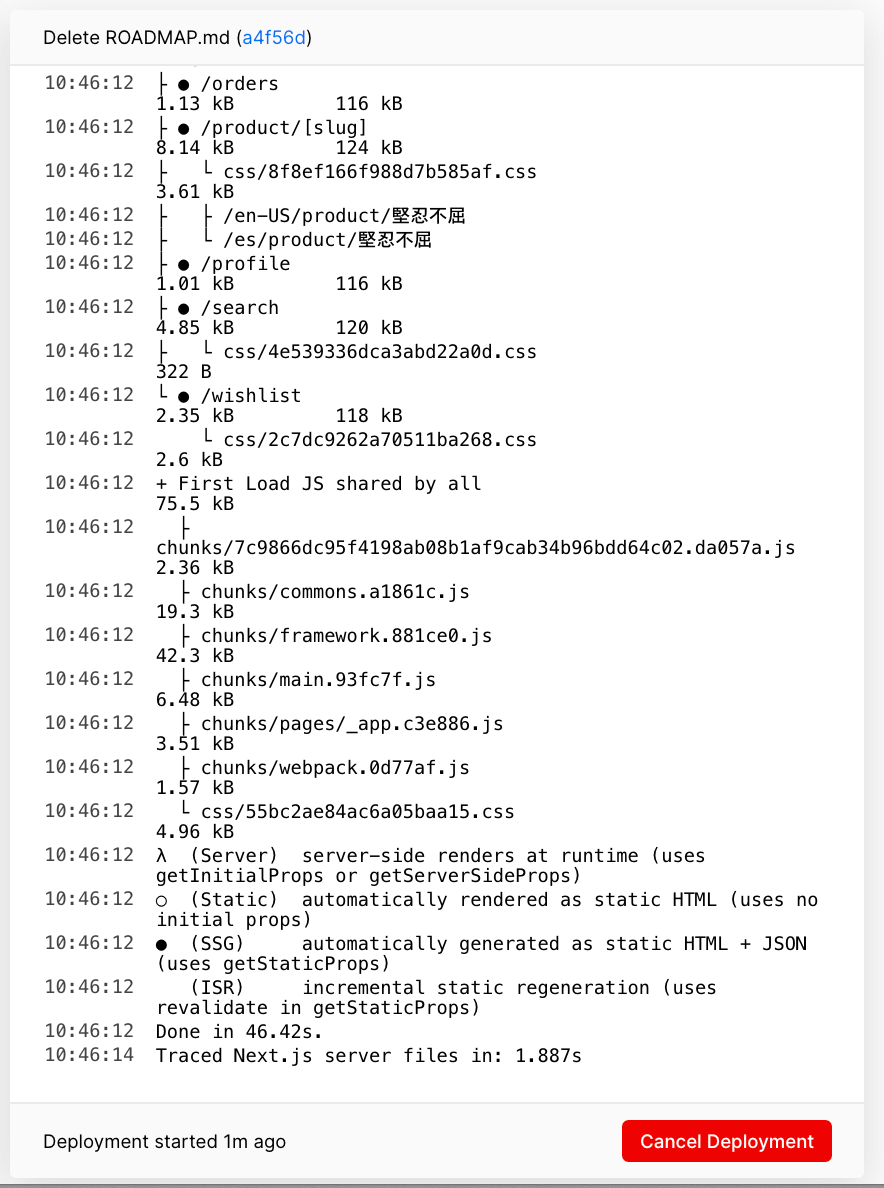 Delete ROADMAP.md (a4f56d)
10:46:12 ├ ● /orders
1.13 kB 116 kB
10:46:12 ├ ● /product/[slug]
8.14 kB 124 kB
10:46:12 ├ └ css/8f8ef166f988d7b585af.css
3.61 kB
10:46:12 ├ ├ /en-US/product/堅忍不屈
10:46:12 ├ └ /es/product/堅忍不屈
10:46:12 ├ ● /profile
1.01 kB 116 kB
10:46:12 ├ ● /search
4.85 kB 120 kB
10:46:12 ├ └ css/4e539336dca3abd22a0d.css
322 B
10:46:12 └ ● /wishlist
2.35 kB 118 kB
10:46:12 └ css/2c7dc9262a70511ba268.css
2.6 kB
10:46:12 + First Load JS shared by all
75.5 kB
10:46:12 ├
chunks/7c9866dc95f4198ab08b1af9cab34b96bdd64c02.da057a.js
2.36 kB
10:46:12 ├ chunks/commons.a1861c.js
19.3 kB
10:46:12 ├ chunks/framework.881ce0.js
42.3 kB
10:46:12 ├ chunks/main.93fc7f.js
6.48 kB
10:46:12 ├ chunks/pages/_app.c3e886.js
3.51 kB
10:46:12 ├ chunks/webpack.0d77af.js
1.57 kB
10:46:12 └ css/55bc2ae84ac6a05baa15.css
4.96 kB
10:46:12 λ (Server) server-side renders at runtime (uses
getInitialProps or getServerSideProps)
10:46:12 ○ (Static) automatically rendered as static HTML (uses no
initial props)
10:46:12 ● (SSG) automatically generated as static HTML + JSON
(uses getStaticProps)
10:46:12 (ISR) incremental static regeneration (uses
revalidate in getStaticProps)
10:46:12 Done in 46.42s.
10:46:14 Traced Next.js server files in: 1.887s
Deployment started 1m ago
Cancel Deployment